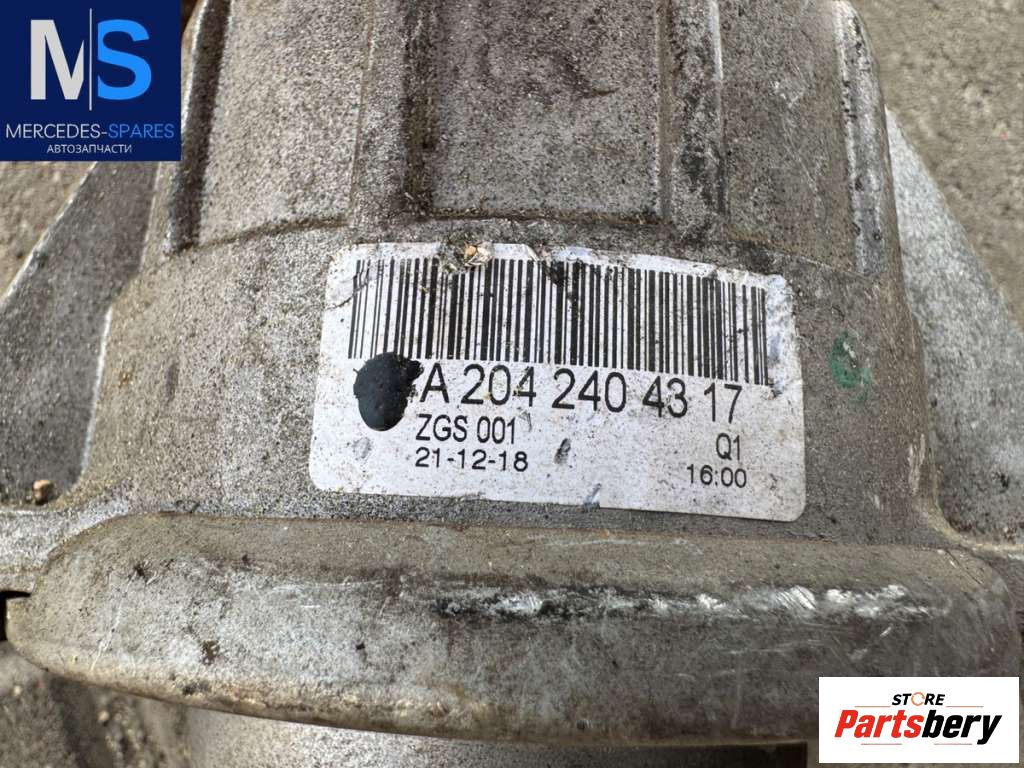 MS
MERCEDES-SPARES
АВТОЗАПЧАСТИ
A 204 240 43 17
ZGS 001
Q1
21-12-18
16:00
STORE
Partsbery